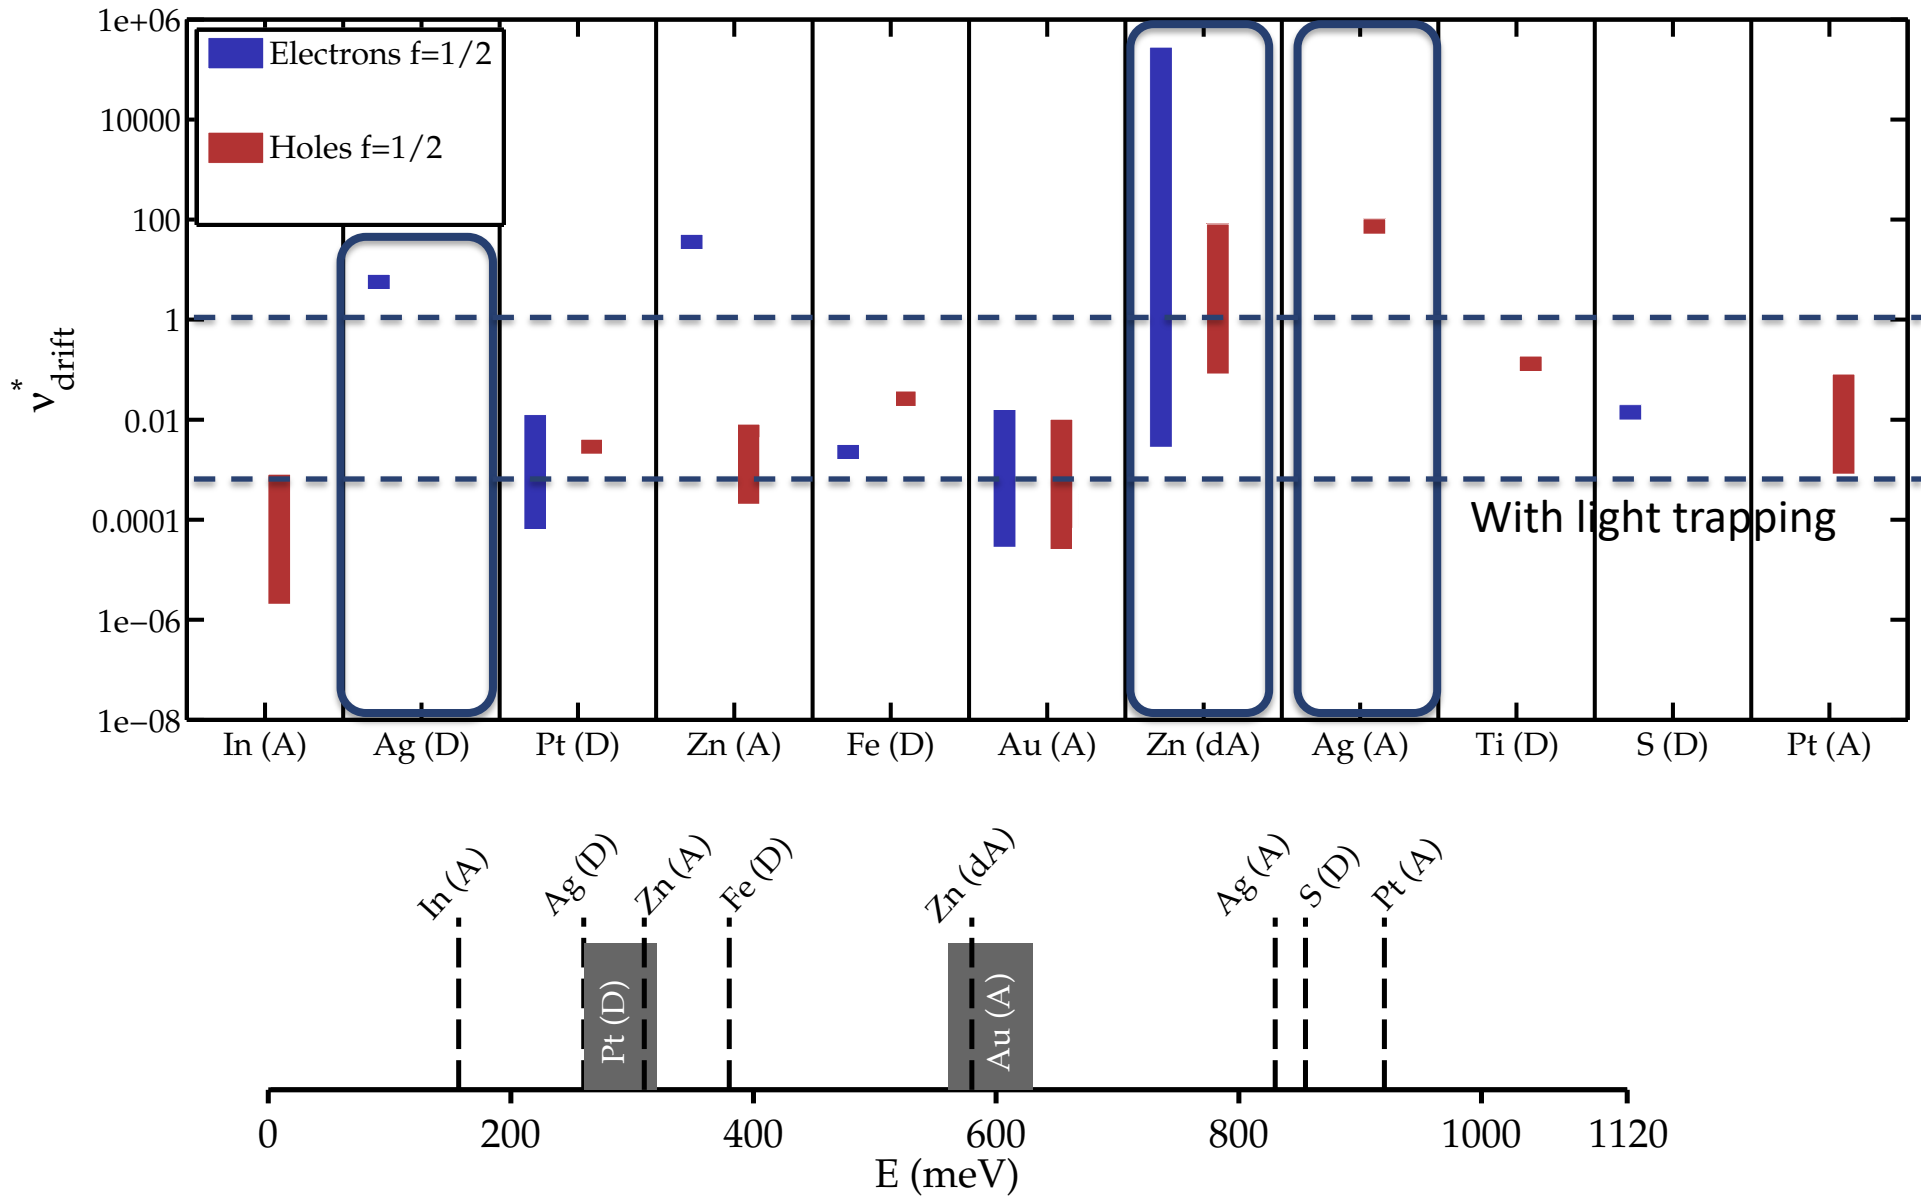 1e+06
10000
100
1
0.01
0.0001
1e−06
1e−08
ν*drift
Electrons f=1/2
Holes f=1/2
With light trapping
In (A) Ag (D) Pt (D) Zn (A) Fe (D) Au (A) Zn (dA) Ag (A) Ti (D) S (D) Pt (A)
In (A) Ag (D) Zn (A) Fe (D) Zn (dA) Ag (A) S (D) Pt (A)
Pt (D) Au (A)
0 200 400 600 800 1000 1120
E (meV)